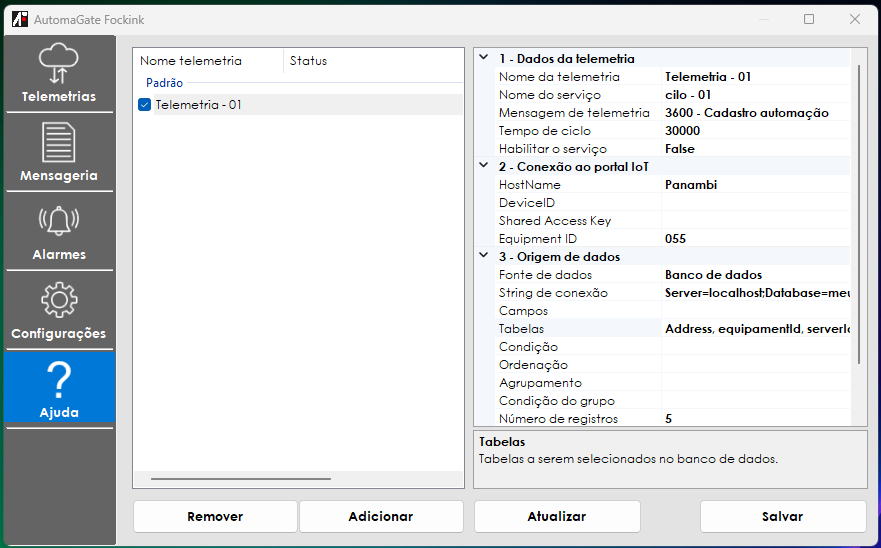 AutomaGate Fockink
Telemetrias
Mensageria
Alarmes
Configurações
?
Ajuda
Nome telemetria Status
Padrão
Telemetria - 01
1 - Dados da telemetria
Nome da telemetria Telemetria - 01
Nome do serviço cilo - 01
Mensagem de telemetria 3600 - Cadastro automação
Tempo de ciclo 30000
Habilitar o serviço False
2 - Conexão ao portal IoT
HostName Panambi
DeviceID
Shared Access Key
Equipment ID 055
3 - Origem de dados
Fonte de dados Banco de dados
String de conexão Server=localhost;Database=meu
Campos
Tabelas Address, equipamentId, serverIo
Condição
Ordenação
Agrupamento
Condição do grupo
Número de registros 5
Tabelas
Tabelas a serem selecionados no banco de dados.
Remover Adicionar Atualizar Salvar